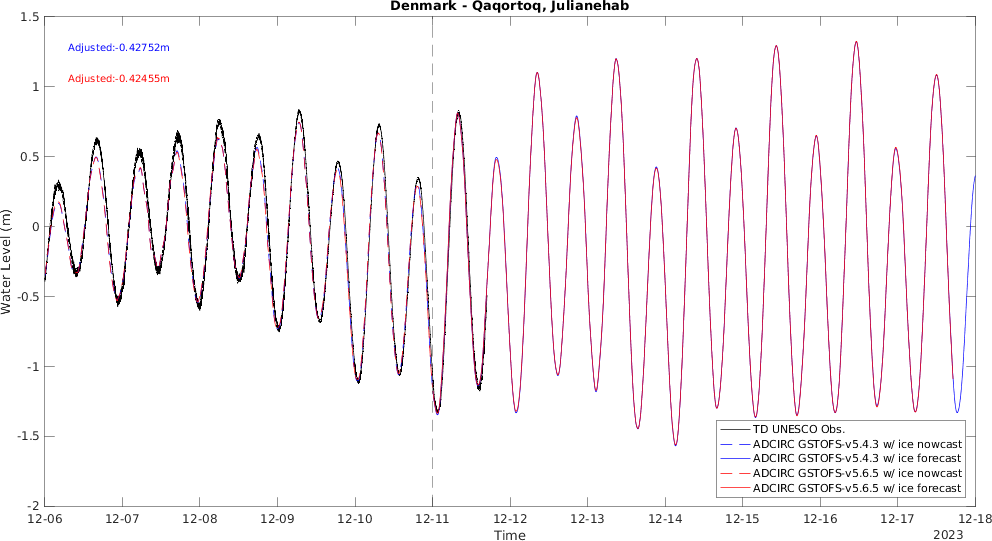 Denmark - Qaqortoq, Julianehab
Adjusted:-0.42752m
Adjusted:-0.42455m
Water Level (m)
1.5
1
0.5
0
-0.5
-1
-1.5
-2
TD UNESCO Obs.
ADCIRC GSTOFS-v5.4.3 w/ ice nowcast
ADCIRC GSTOFS-v5.4.3 w/ ice forecast
ADCIRC GSTOFS-v5.6.5 w/ ice nowcast
ADCIRC GSTOFS-v5.6.5 w/ ice forecast
12-06 12-07 12-08 12-09 12-10 12-11 12-12 12-13 12-14 12-15 12-16 12-17 12-18
Time
2023